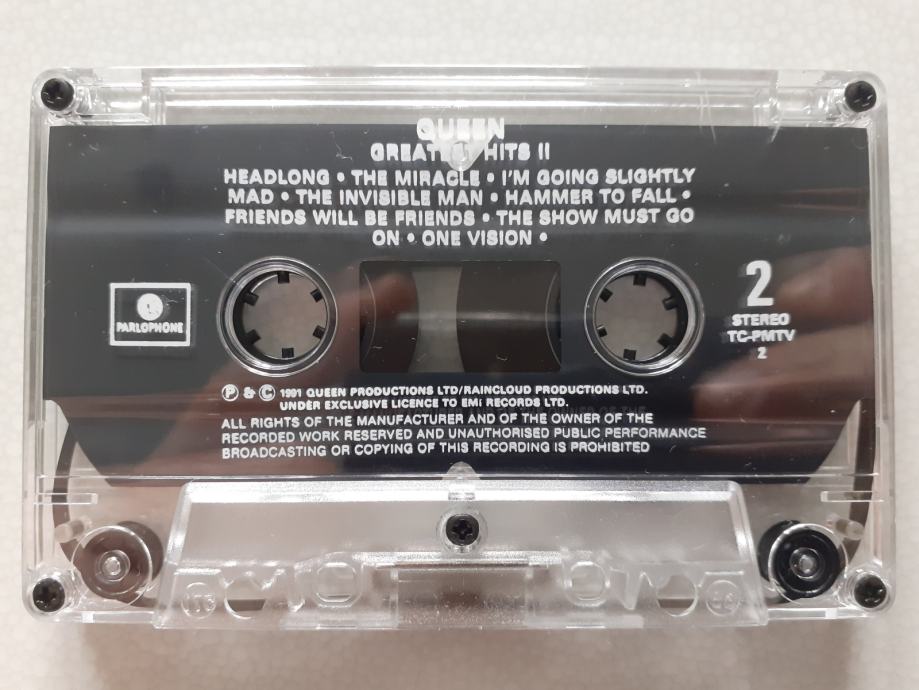 QUEEN
GREATEST HITS II
HEADLONG • THE MIRACLE • I'M GOING SLIGHTLY
MAD • THE INVISIBLE MAN • HAMMER TO FALL •
FRIENDS WILL BE FRIENDS • THE SHOW MUST GO
ON • ONE VISION •
PARLOPHONE
2
STEREO
TC-PMTV
2
Ⓟ & © 1991 QUEEN PRODUCTIONS LTD/RAINCLOUD PRODUCTIONS LTD.
UNDER EXCLUSIVE LICENCE TO EMI RECORDS LTD.
ALL RIGHTS OF THE MANUFACTURER AND OF THE OWNER OF THE
RECORDED WORK RESERVED AND UNAUTHORISED PUBLIC PERFORMANCE
BROADCASTING OR COPYING OF THIS RECORDING IS PROHIBITED